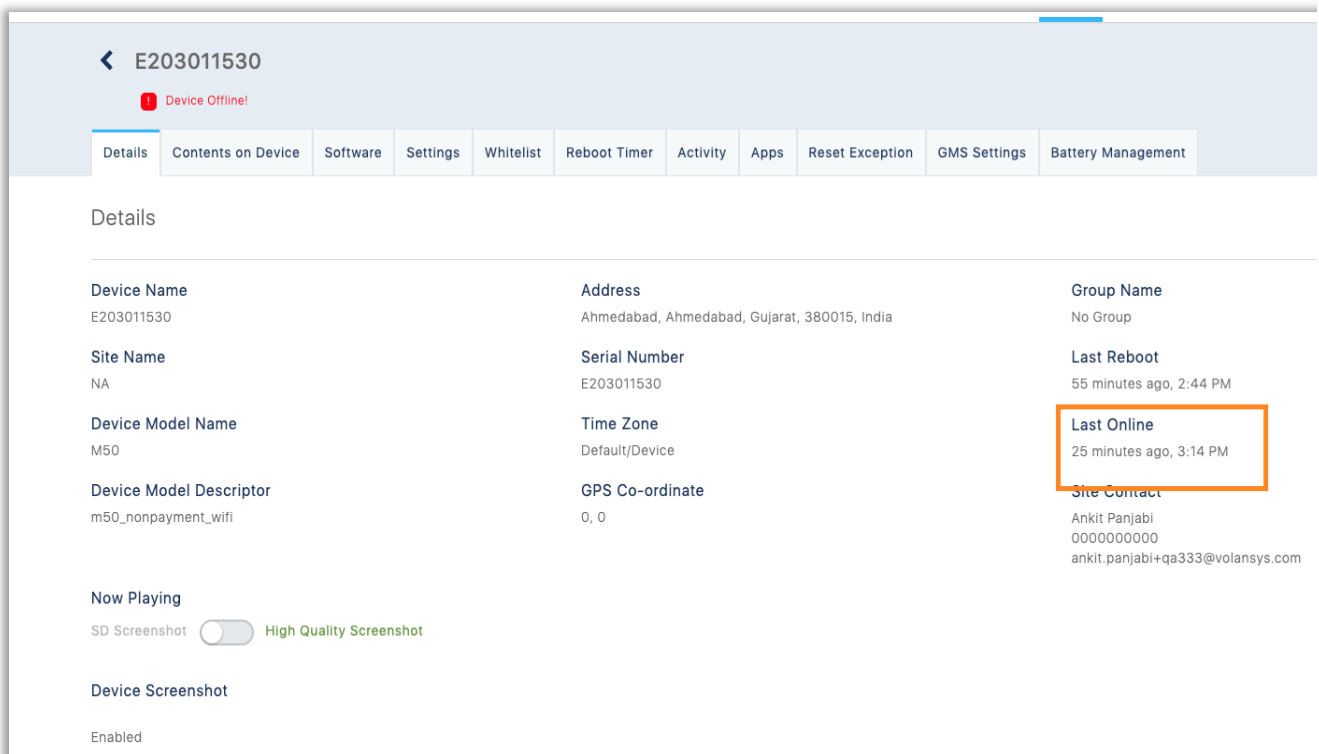 E203011530
! Device Offline!
Details Contents on Device Software Settings Whitelist Reboot Timer Activity Apps Reset Exception GMS Settings Battery Management
Details
Device Name
E203011530
Address
Ahmedabad, Ahmedabad, Gujarat, 380015, India
Group Name
No Group
Site Name
NA
Serial Number
E203011530
Last Reboot
55 minutes ago, 2:44 PM
Device Model Name
M50
Time Zone
Default/Device
Last Online
25 minutes ago, 3:14 PM
Device Model Descriptor
m50_nonpayment_wifi
GPS Co-ordinate
0, 0
Site Contact
Ankit Panjabi
0000000000
ankit.panjabi+qa333@volansys.com
Now Playing
SD Screenshot High Quality Screenshot
Device Screenshot
Enabled